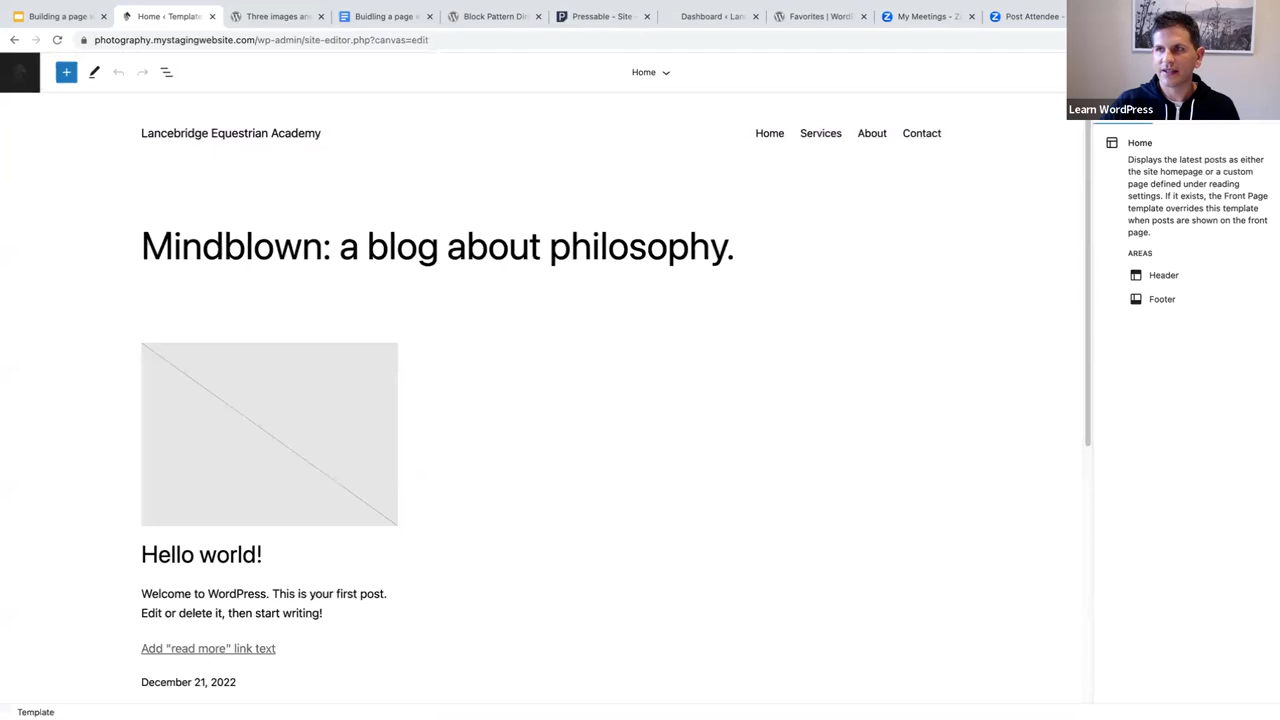 Building a page w
Home ‹ Template
Three images an
Buidling a page w
Block Pattern Dir
Pressable - Site
Dashboard ‹ Lan
Favorites | WordP
My Meetings - Z
Post Attendee -
photography.mystagingwebsite.com/wp-admin/site-editor.php?canvas=edit
Home
Learn WordPress
Lancebridge Equestrian Academy
Home Services About Contact
Mindblown: a blog about philosophy.
Hello world!
Welcome to WordPress. This is your first post.
Edit or delete it, then start writing!
Add "read more" link text
December 21, 2022
Home
Displays the latest posts as either
the site homepage or a custom
page defined under reading
settings. If it exists, the Front Page
template overrides this template
when posts are shown on the front
page.
AREAS
Header
Footer
Template